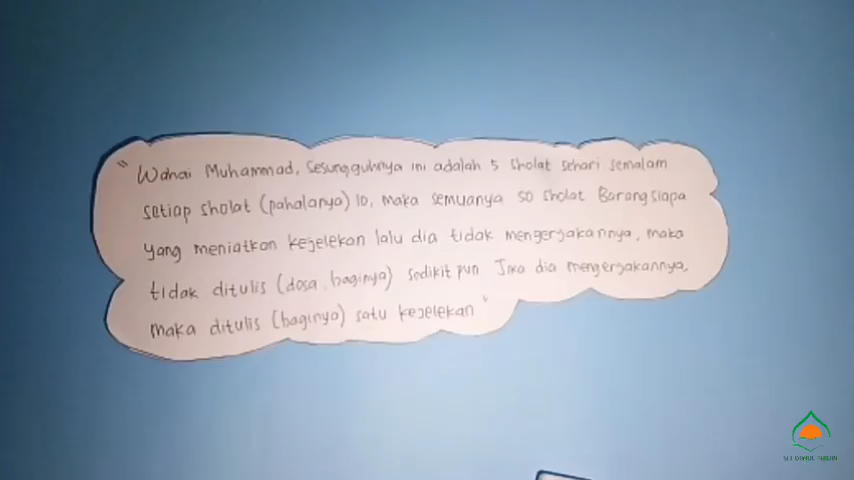 "Wahai Muhammad, Sesungguhnya ini adalah 5 sholat sehari semalam
setiap sholat (pahalanya) 10, maka semuanya 50 sholat Barangsiapa
yang meniatkan kejelekan lalu dia tidak mengerjakannya, maka
tidak ditulis (dosa baginya) sedikit pun Jika dia mengerjakannya,
maka ditulis (baginya) satu kejelekan"